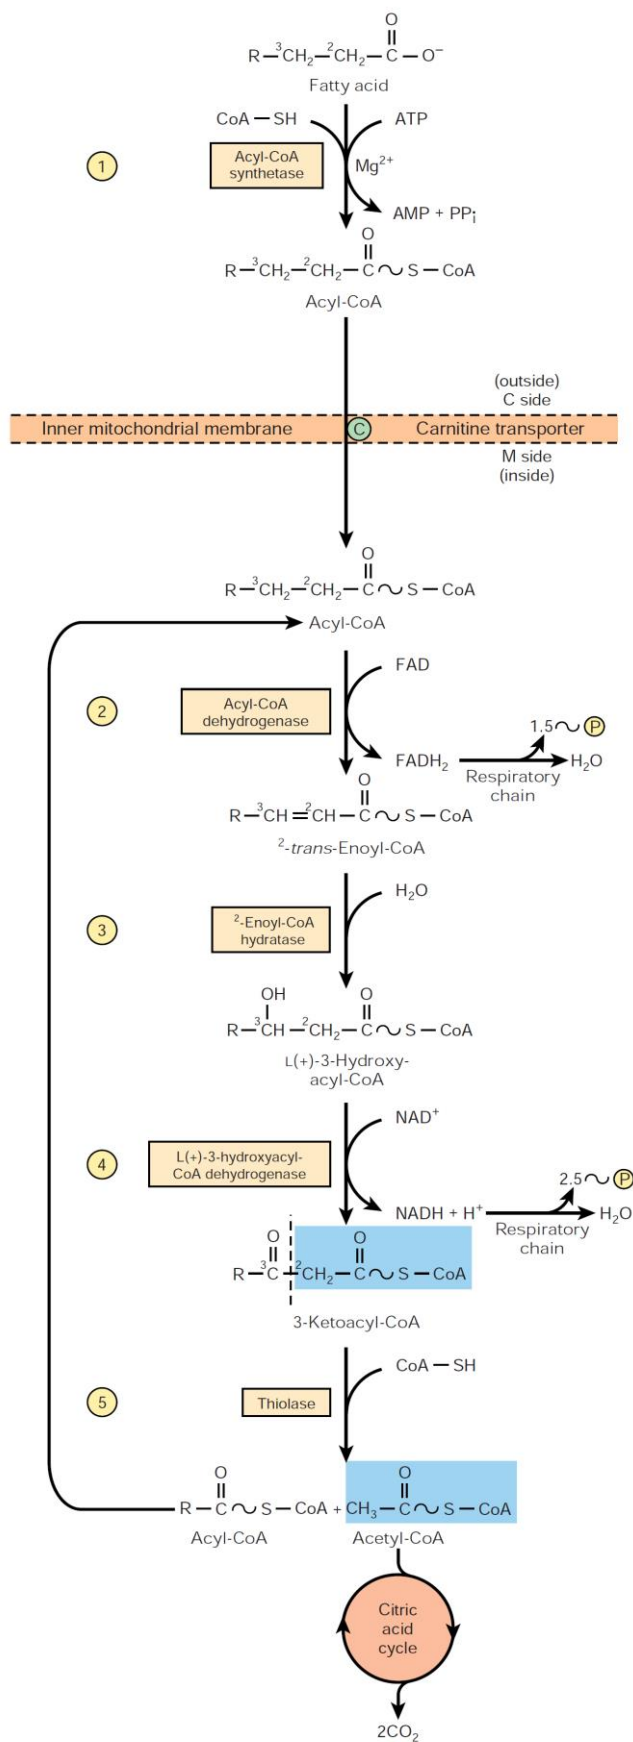 O
R—³CH₂—²CH₂—C—O⁻
Fatty acid
CoA—SH ATP
1 Acyl-CoA
synthetase
Mg²⁺
AMP + PPi
O
R—³CH₂—²CH₂—C~S—CoA
Acyl-CoA
(outside)
C side
Inner mitochondrial membrane C Carnitine transporter
M side
(inside)
O
R—³CH₂—²CH₂—C~S—CoA
Acyl-CoA
FAD
2 Acyl-CoA
dehydrogenase
1.5~P
FADH₂ H₂O
Respiratory
chain
O
R—³CH=²CH—C~S—CoA
²-trans-Enoyl-CoA
H₂O
3 ²-Enoyl-CoA
hydratase
OH O
R—³CH—²CH₂—C~S—CoA
L(+)-3-Hydroxy-
acyl-CoA
NAD⁺
4 L(+)-3-hydroxyacyl-
CoA dehydrogenase
2.5~P
NADH + H⁺ H₂O
Respiratory
chain
O O
R—³C—²CH₂—C~S—CoA
3-Ketoacyl-CoA
CoA—SH
5 Thiolase
O O
R—C~S—CoA + CH₃—C~S—CoA
Acyl-CoA Acetyl-CoA
Citric
acid
cycle
2CO₂